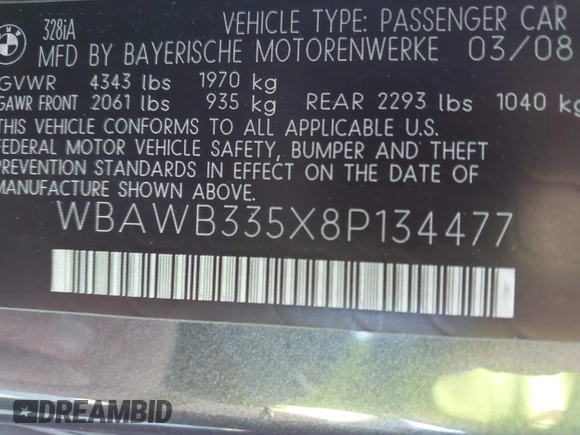 328iA
VEHICLE TYPE: PASSENGER CAR
MFD BY BAYERISCHE MOTORENWERKE 03/08
GVWR 4343 lbs 1970 kg
GAWR FRONT 2061 lbs 935 kg REAR 2293 lbs 1040 kg
THIS VEHICLE CONFORMS TO ALL APPLICABLE U.S.
FEDERAL MOTOR VEHICLE SAFETY, BUMPER AND THEFT
PREVENTION STANDARDS IN EFFECT ON THE DATE OF
MANUFACTURE SHOWN ABOVE.
WBAWB335X8P134477
DREAMBID